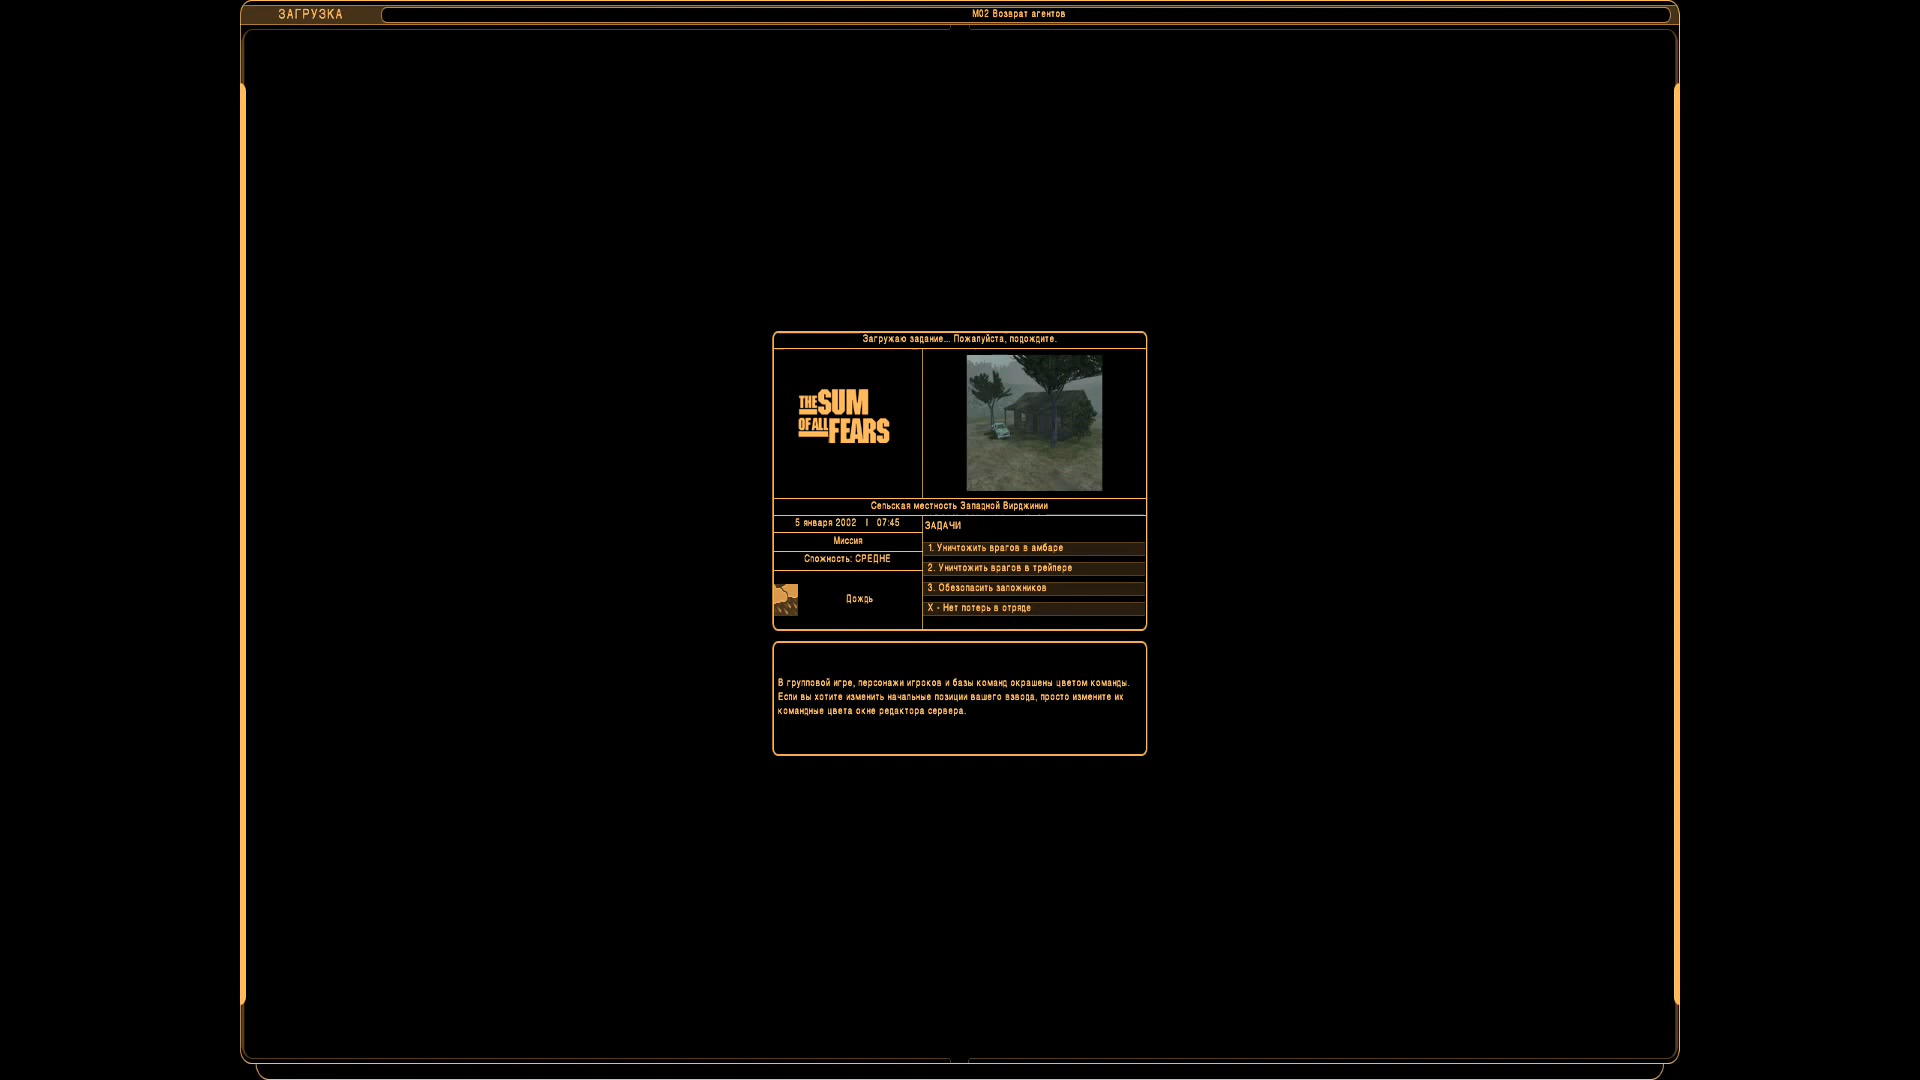 ЗАГРУЗКА
M02 Возврат агентов
Загружаю задание... Пожалуйста, подождите.
THE SUM
OF ALL FEARS
Сельская местность Западной Вирджинии
5 января 2002 | 07:45
Миссия
Сложность: СРЕДНЕ
Дождь
ЗАДАЧИ
1. Уничтожить врагов в амбаре
2. Уничтожить врагов в трейлере
3. Обезопасить заложников
X - Нет потерь в отряде
В групповой игре, персонажи игроков и базы команд окрашены цветом команды.
Если вы хотите изменить начальные позиции вашего взвода, просто измените их
командные цвета окне редактора сервера.